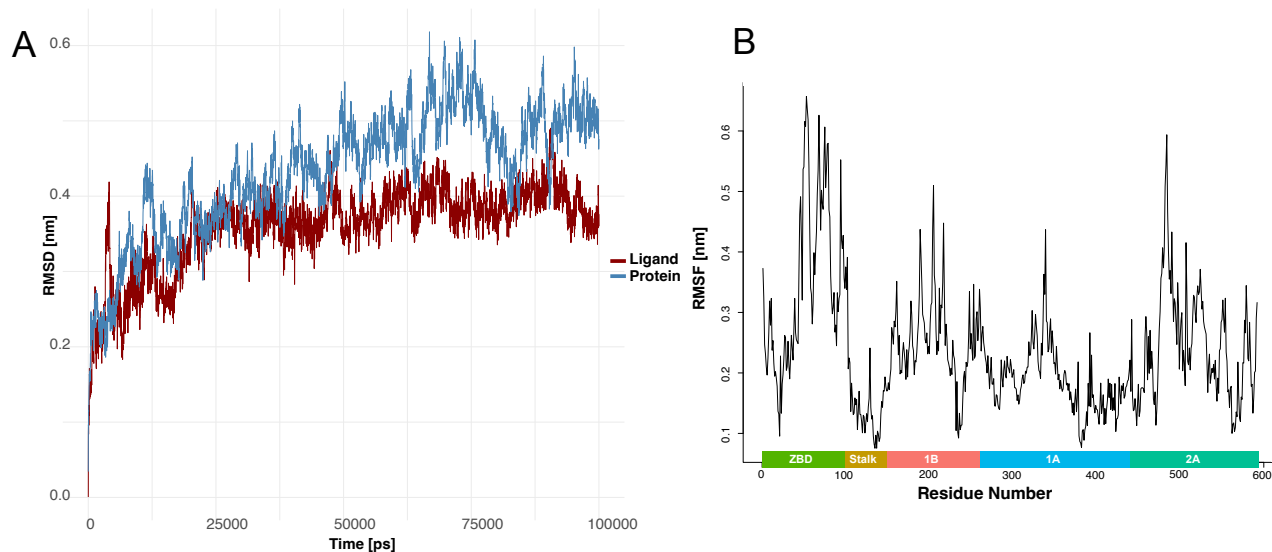 A
RMSD [nm]
0.6
0.4
0.2
0.0
0
25000
50000
75000
100000
Time [ps]
Ligand
Protein
B
RMSF [nm]
0.6
0.5
0.4
0.3
0.2
0.1
ZBD Stalk 1B 1A 2A
0 100 200 300 400 500 600
Residue Number